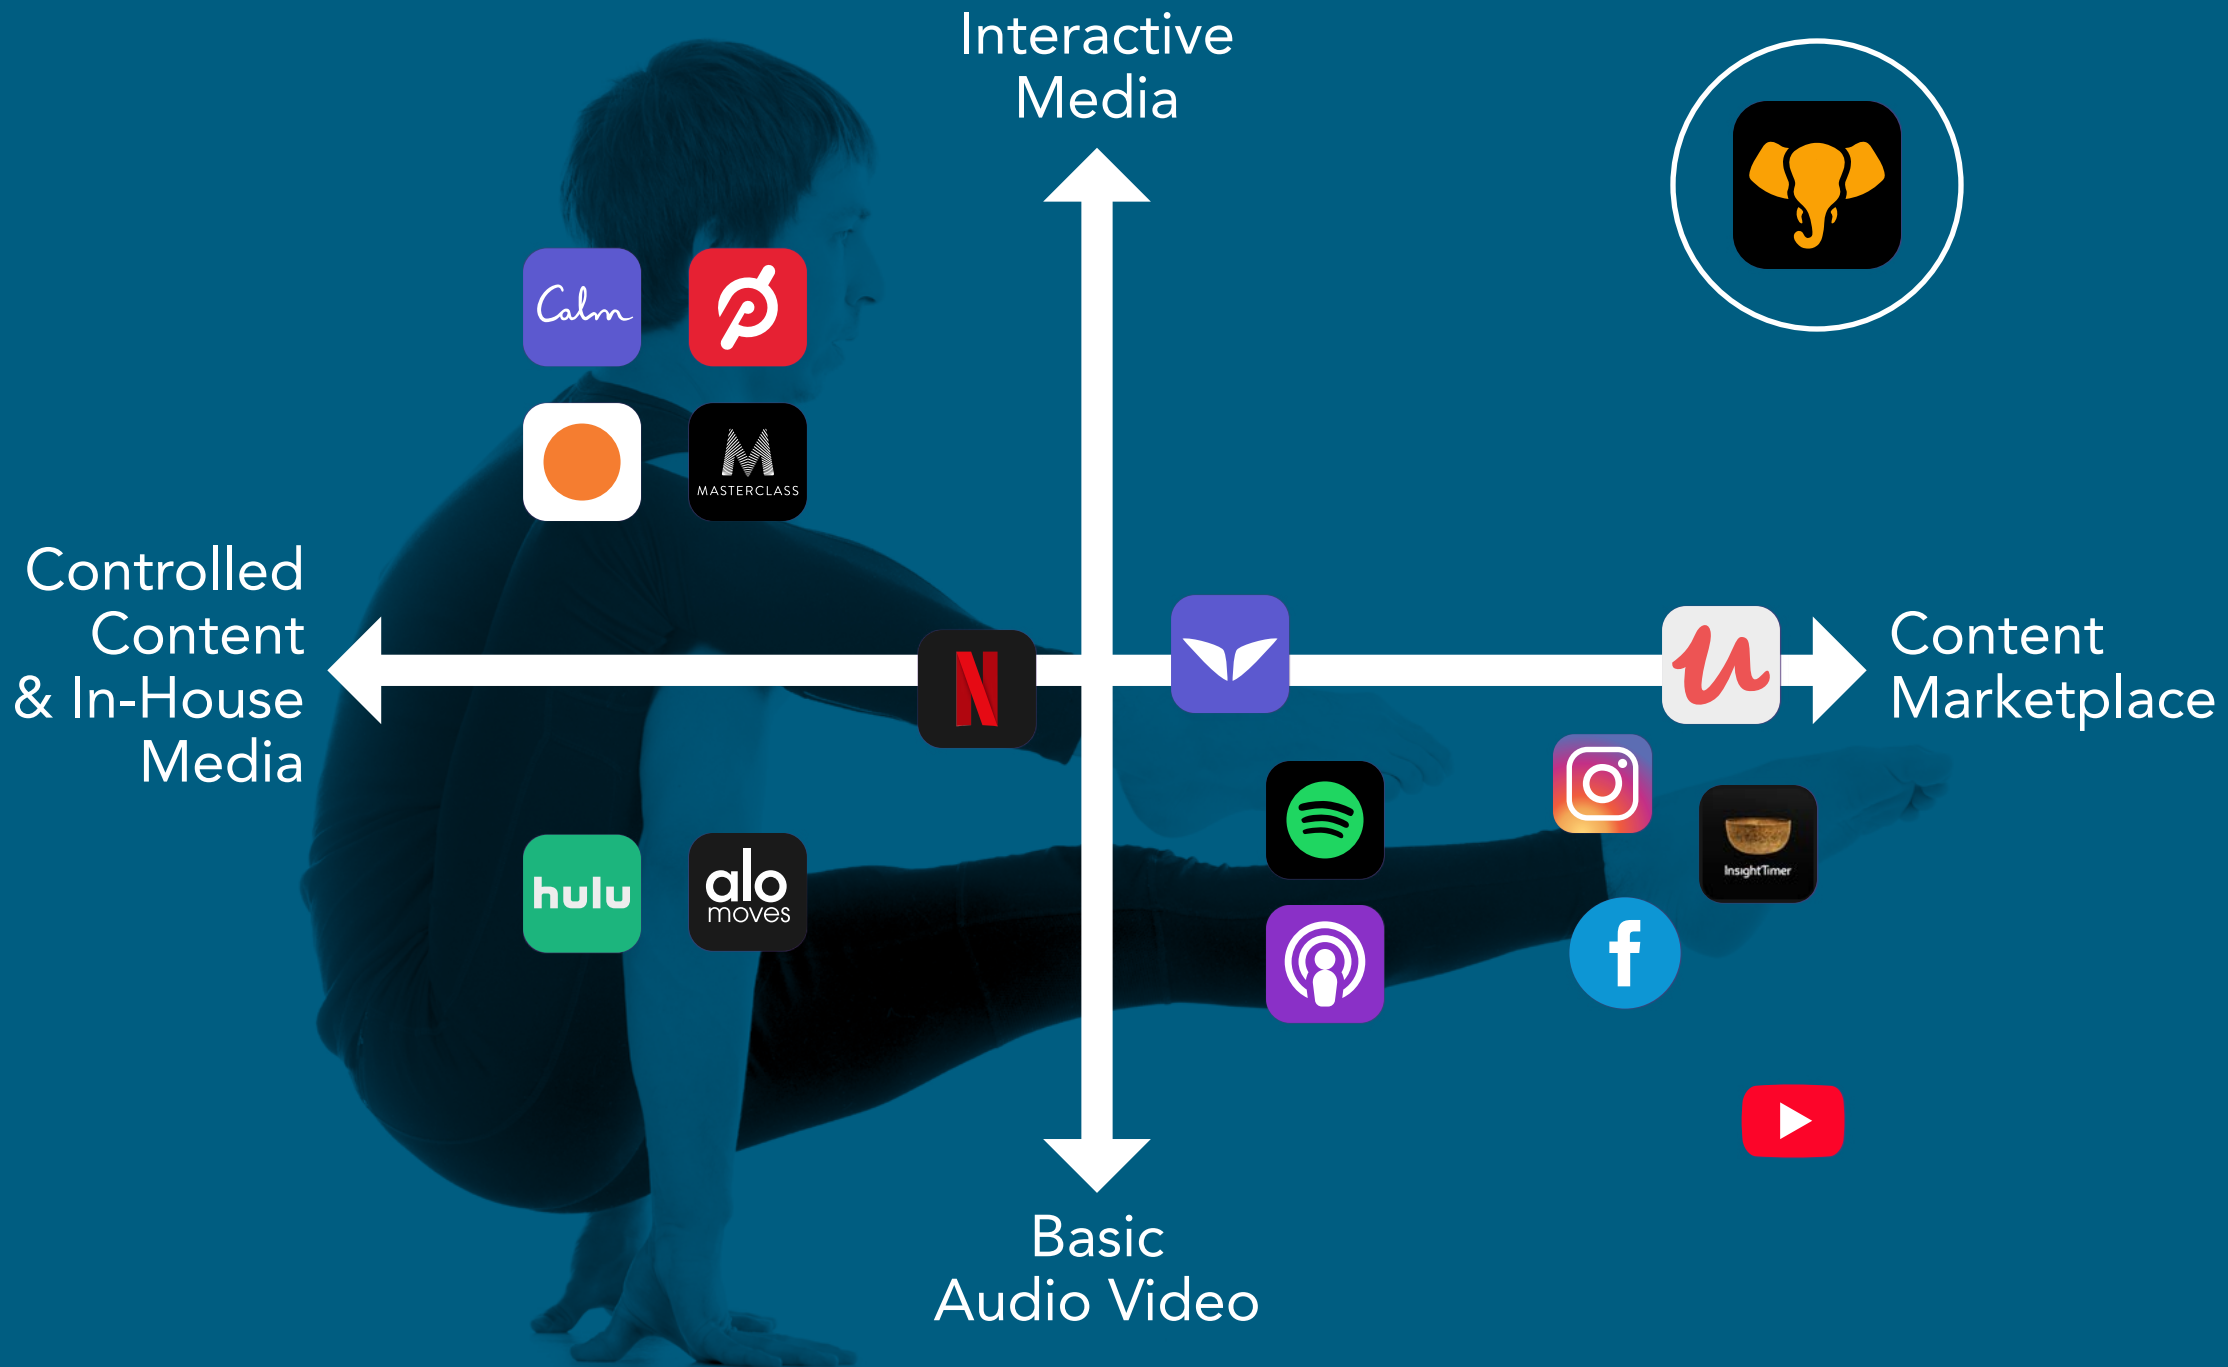 Interactive
Media
Calm
MASTERCLASS
Controlled
Content
& In-House
Media
N
u
Content
Marketplace
hulu
alo
moves
InsightTimer
f
Basic
Audio Video